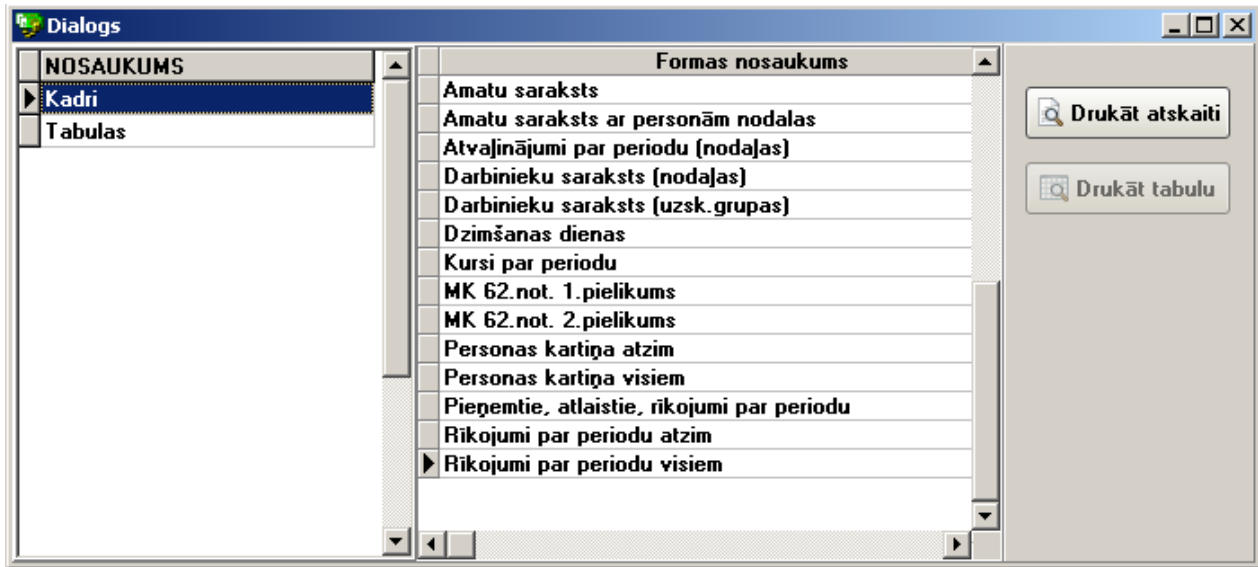 Dialogs
NOSAUKUMS
Kadri
Tabulas
Formas nosaukums
Amatu saraksts
Amatu saraksts ar personām nodalas
Atvaļinājumi par periodu (nodaļas)
Darbinieku saraksts (nodaļas)
Darbinieku saraksts (uzsk.grupas)
Dzimšanas dienas
Kursi par periodu
MK 62.not. 1.pielikums
MK 62.not. 2.pielikums
Personas kartiņa atzim
Personas kartiņa visiem
Pieņemtie, atlaistie, rīkojumi par periodu
Rīkojumi par periodu atzim
Rīkojumi par periodu visiem
Drukāt atskaiti
Drukāt tabulu